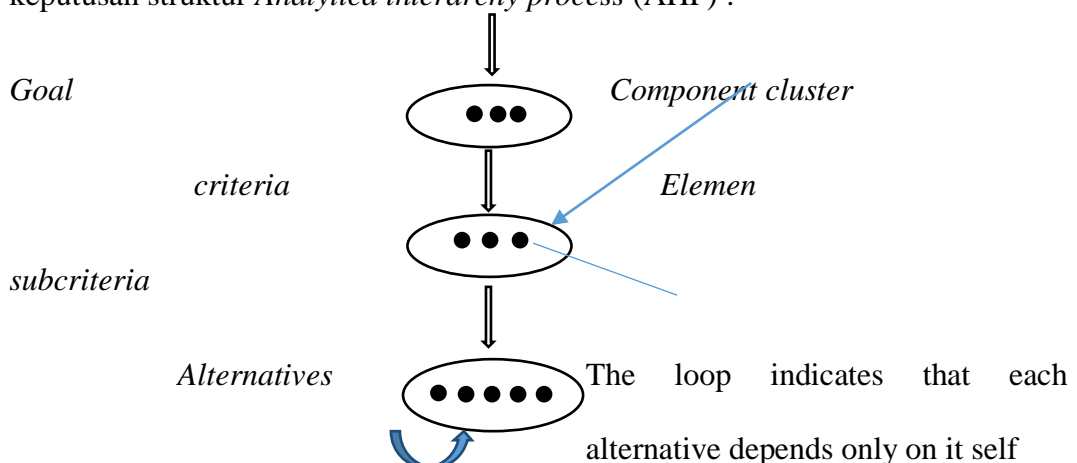 keputusan struktur Analytica hierarchy process (AHP) :
Goal
Component cluster
criteria
Elemen
subcriteria
Alternatives
The loop indicates that each
alternative depends only on it self